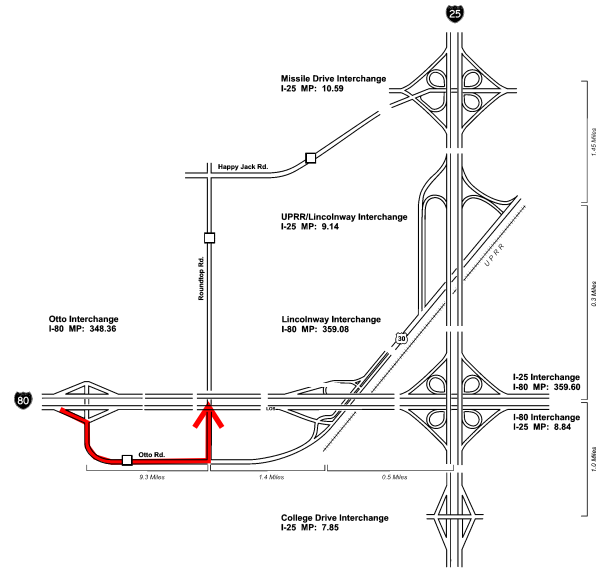 25
Missile Drive Interchange
I-25 MP: 10.59
1.45 Miles
Happy Jack Rd.
UPRR/Lincolnway Interchange
I-25 MP: 9.14
UPRR
Roundtop Rd.
0.3 Miles
Otto Interchange
I-80 MP: 348.36
Lincolnway Interchange
I-80 MP: 359.08
30
I-25 Interchange
I-80 MP: 359.60
80
I-80 Interchange
I-25 MP: 8.84
Otto Rd.
9.3 Miles
1.4 Miles
0.5 Miles
1.0 Miles
College Drive Interchange
I-25 MP: 7.85